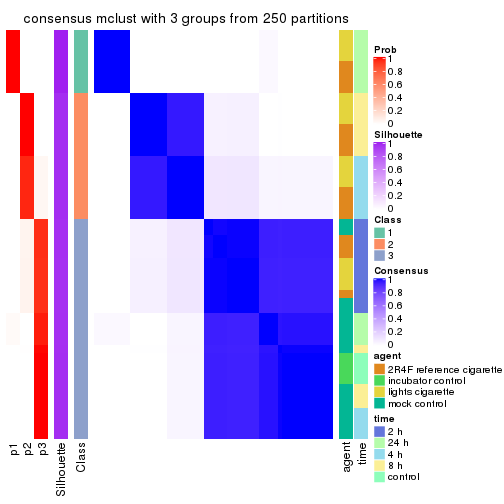 consensus mclust with 3 groups from 250 partitions
Prob
1
0.8
0.6
0.4
0.2
0
Silhouette
1
0.8
0.6
0.4
0.2
0
Class
1
2
3
Consensus
1
0.8
0.6
0.4
0.2
0
agent
2R4F reference cigarette
incubator control
lights cigarette
mock control
time
2 h
24 h
4 h
8 h
control
p1
p2
p3
Silhouette
Class
agent
time